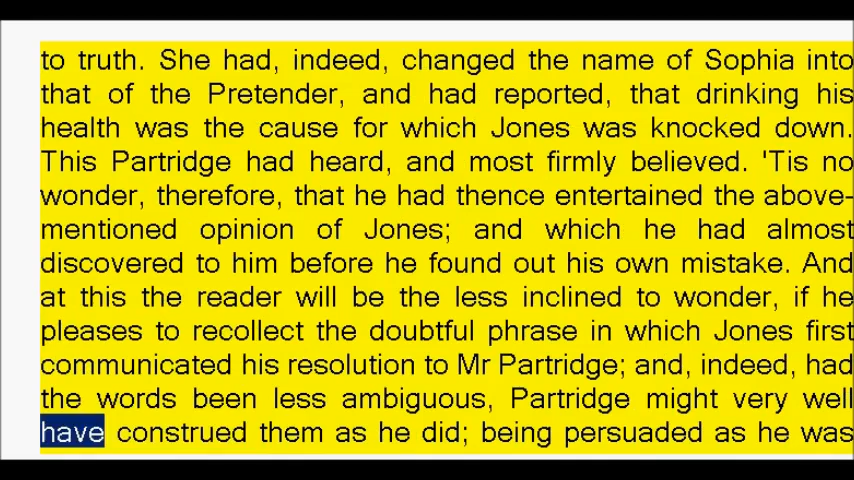 to truth. She had, indeed, changed the name of Sophia into
that of the Pretender, and had reported, that drinking his
health was the cause for which Jones was knocked down.
This Partridge had heard, and most firmly believed. 'Tis no
wonder, therefore, that he had thence entertained the above-
mentioned opinion of Jones; and which he had almost
discovered to him before he found out his own mistake. And
at this the reader will be the less inclined to wonder, if he
pleases to recollect the doubtful phrase in which Jones first
communicated his resolution to Mr Partridge; and, indeed, had
the words been less ambiguous, Partridge might very well
have construed them as he did; being persuaded as he was